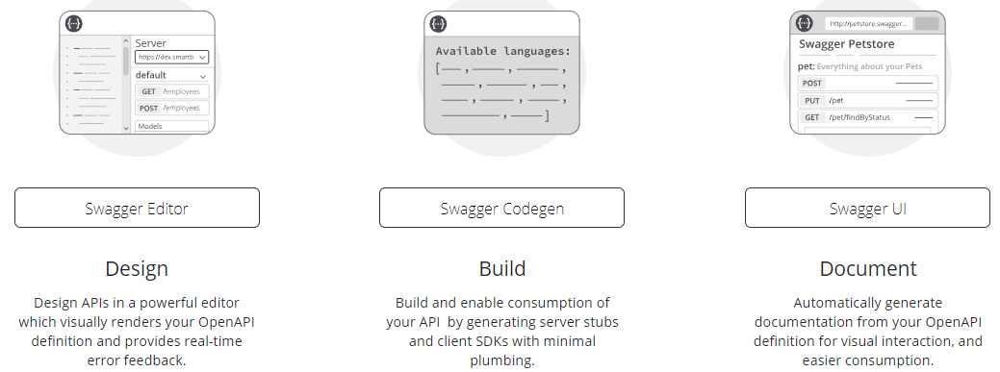 Server
https://dev.smartb
default
GET /employees
POST /employees
Models
Available languages:
[ , , ,
, , ,
, , ,
, ]
http://petstore.swagger...
Swagger Petstore
pet: Everything about your Pets
POST
PUT /pet
GET /pet/findByStatus
Swagger Editor
Swagger Codegen
Swagger UI
Design
Design APIs in a powerful editor
which visually renders your OpenAPI
definition and provides real-time
error feedback.
Build
Build and enable consumption of
your API by generating server stubs
and client SDKs with minimal
plumbing.
Document
Automatically generate
documentation from your OpenAPI
definition for visual interaction, and
easier consumption.